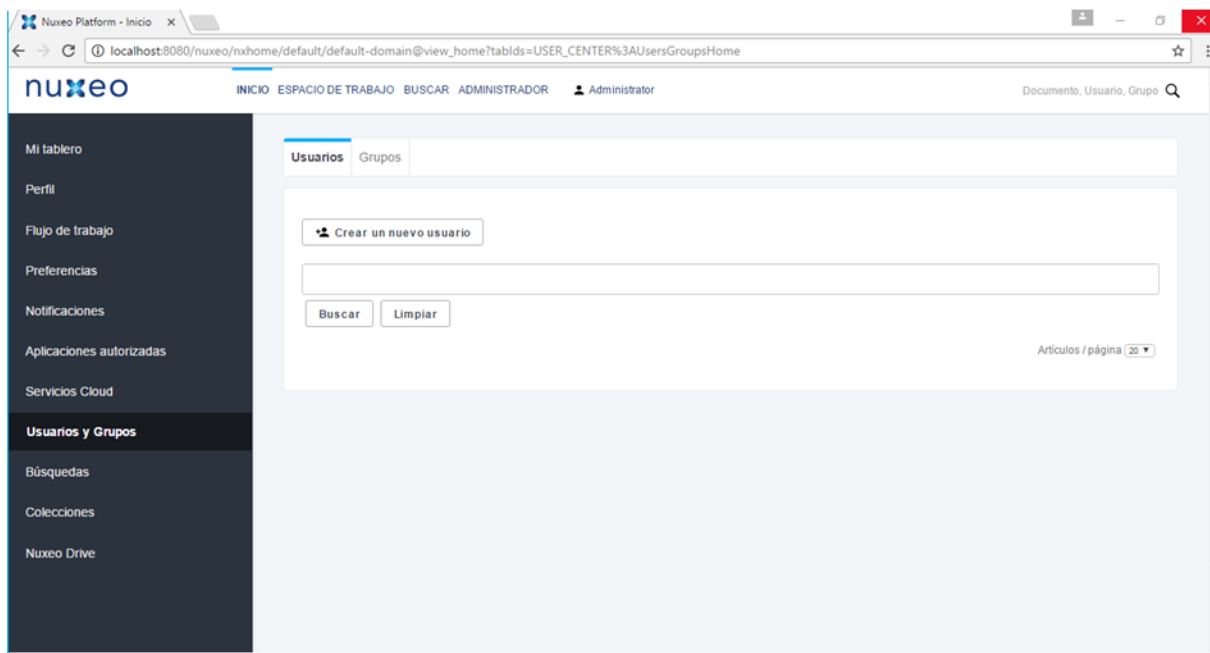 Nuxeo Platform - Inicio
localhost:8080/nuxeo/nxhome/default/default-domain@view_home?tabIds=USER_CENTER%3AUsersGroupsHome
nuxeo
INICIO ESPACIO DE TRABAJO BUSCAR ADMINISTRADOR Administrator
Documento, Usuario, Grupo
Mi tablero
Perfil
Flujo de trabajo
Preferencias
Notificaciones
Aplicaciones autorizadas
Servicios Cloud
Usuarios y Grupos
Búsquedas
Colecciones
Nuxeo Drive
Usuarios Grupos
Crear un nuevo usuario
Buscar Limpiar
Artículos / página 20